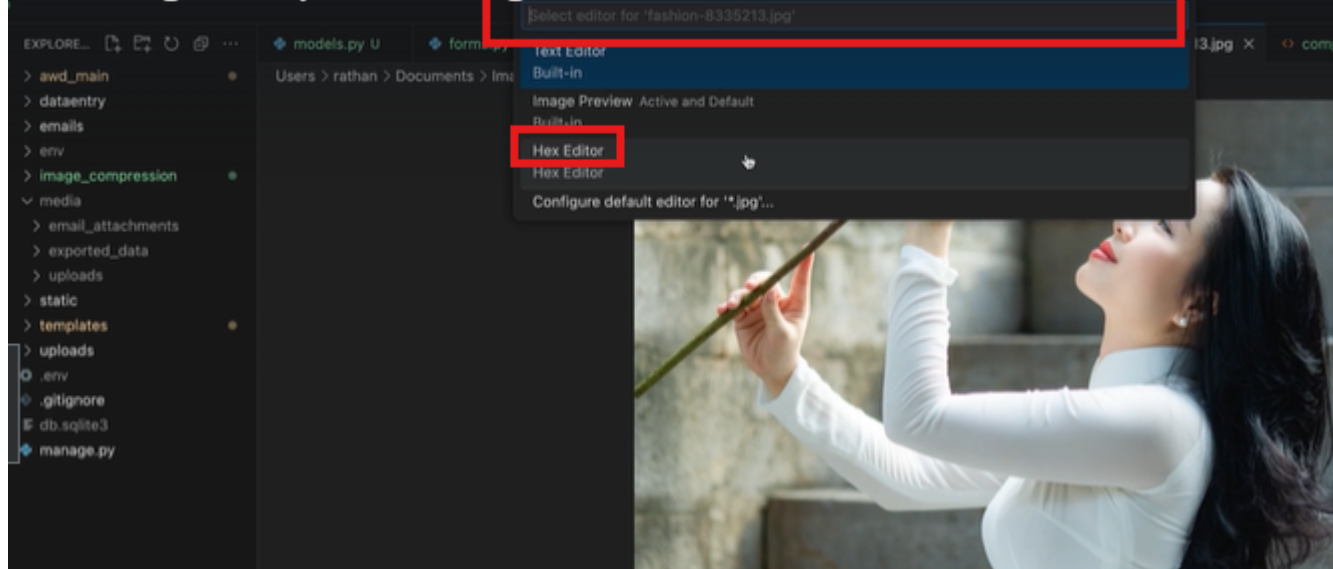 Select editor for 'fashion-8335213.jpg'
EXPLORE... ...
models.py U
3.jpg ×
Text Editor
Built-in
Users > rathan > Documents >
Image Preview Active and Default
Built-in
Hex Editor
Hex Editor
Configure default editor for '*.jpg'...
> awd_main
> dataentry
> emails
> env
> image_compression
media
> email_attachments
> exported_data
> uploads
> static
> templates
> uploads
.env
.gitignore
db.sqlite3
manage.py